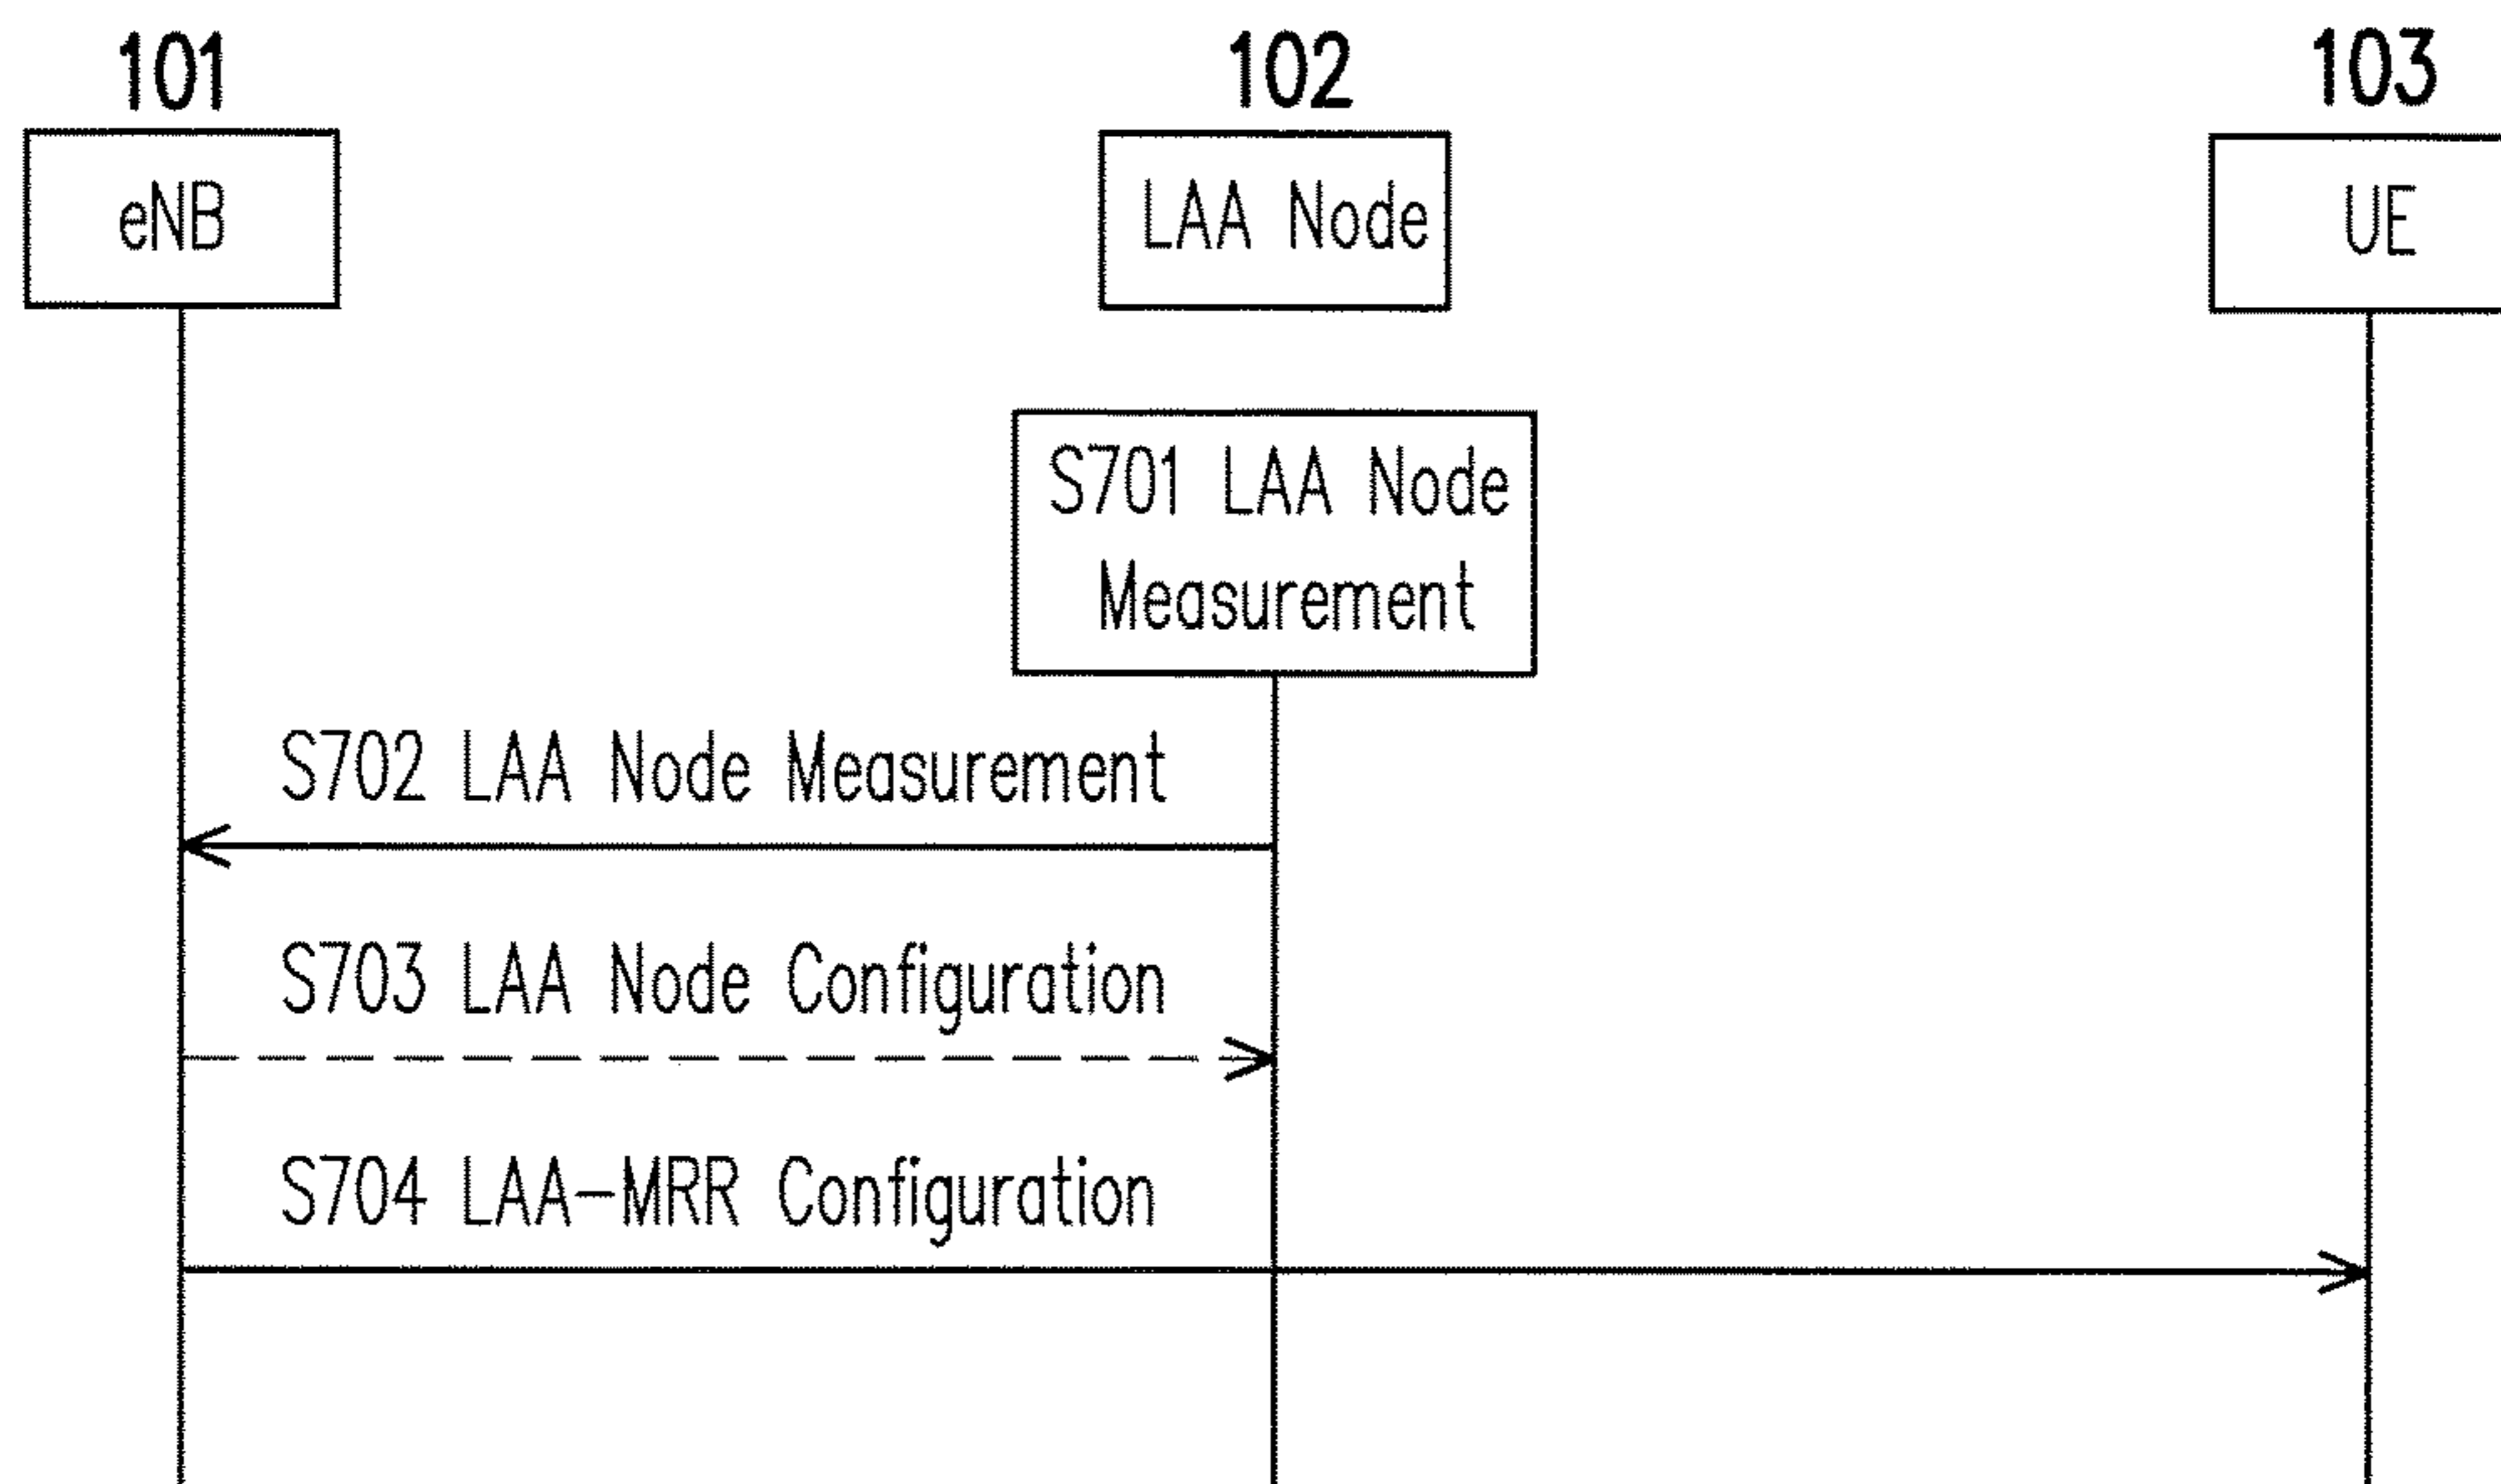 101
102
103
eNB
LAA Node
UE
S701 LAA Node
Measurement
S702 LAA Node Measurement
S703 LAA Node Configuration
S704 LAA-MRR Configuration